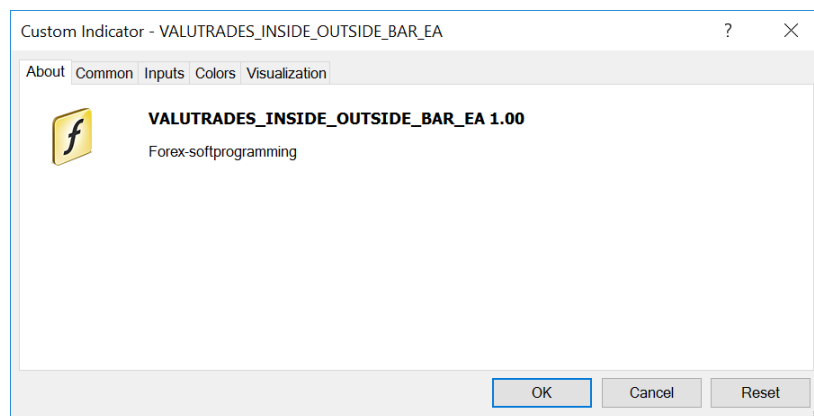 Custom Indicator - VALUTRADES_INSIDE_OUTSIDE_BAR_EA ?
About Common Inputs Colors Visualization
VALUTRADES_INSIDE_OUTSIDE_BAR_EA 1.00
Forex-softprogramming
OK Cancel Reset